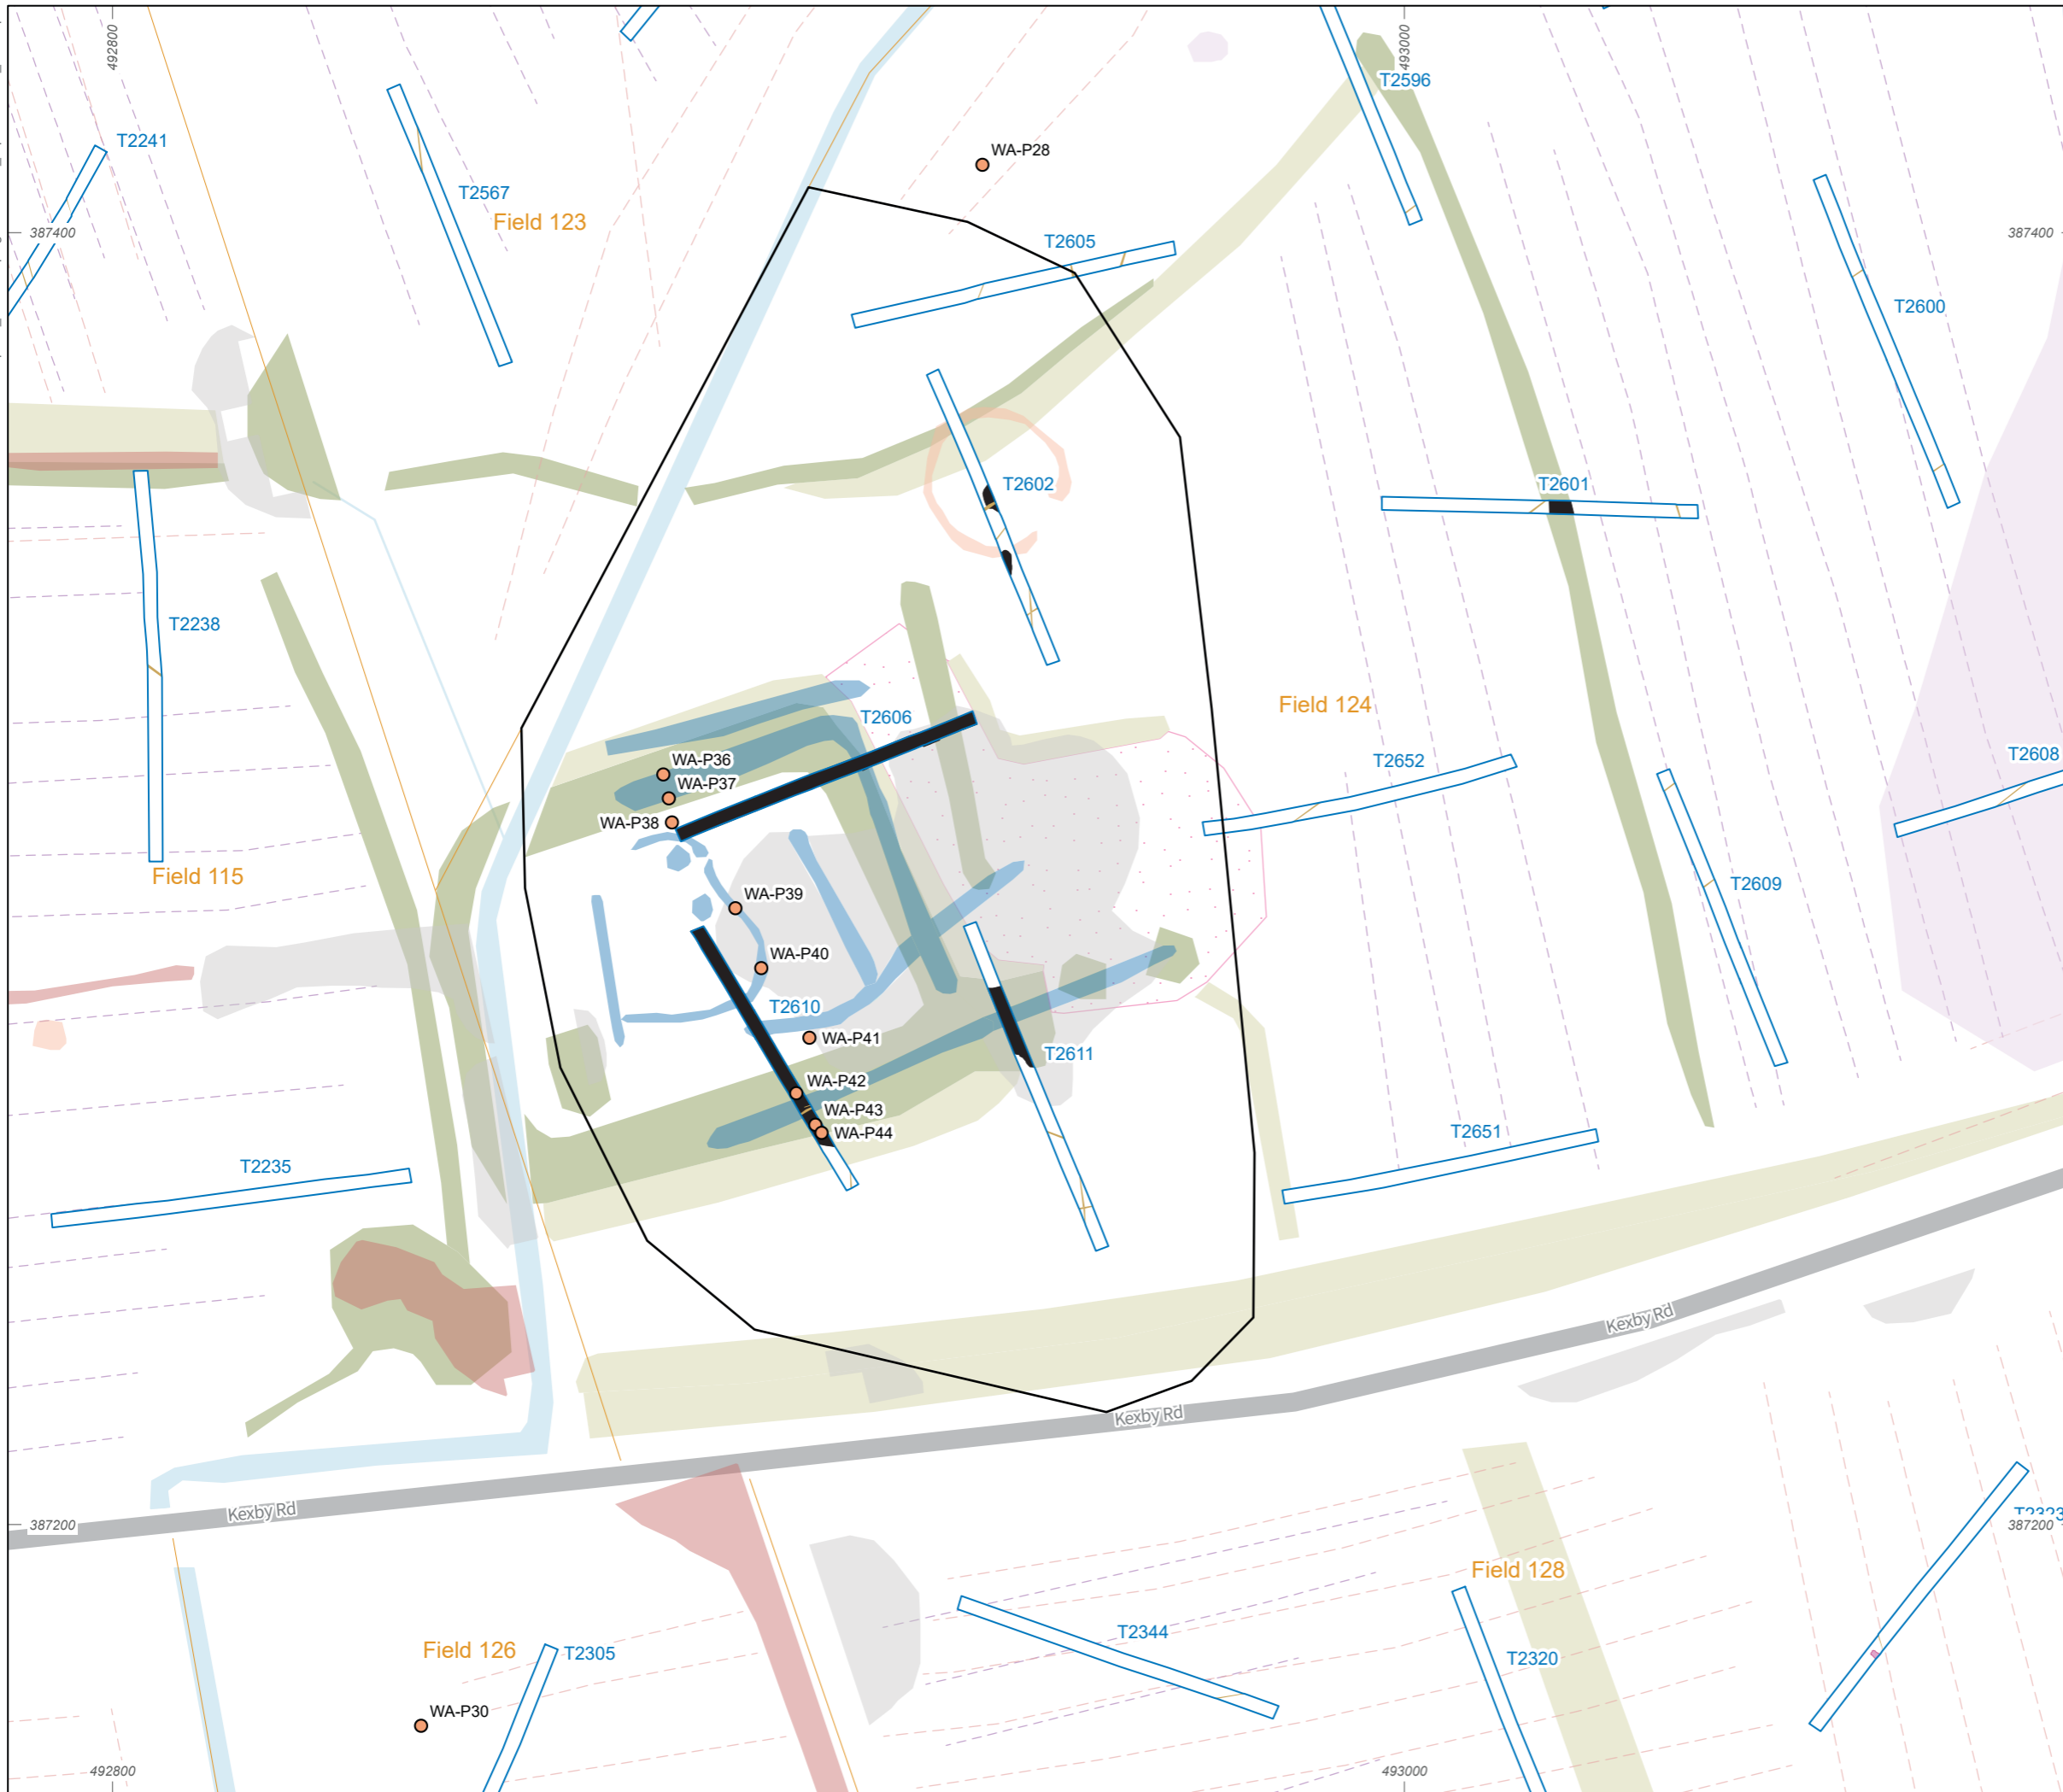 492800
493000
T2596
T2241
WA-P28
T2567
Field 123
387400
387400
T2605
T2600
T2602
T2601
T2238
Field 124
T2606
T2652
T2608
WA-P36
WA-P37
WA-P38
Field 115
T2609
WA-P39
WA-P40
T2610
WA-P41
T2611
WA-P42
WA-P43
WA-P44
T2651
T2235
Kexby Rd
Kexby Rd
Kexby Rd
T2323
387200
387200
Field 128
T2344
Field 126
T2305
T2320
WA-P30
492800
493000